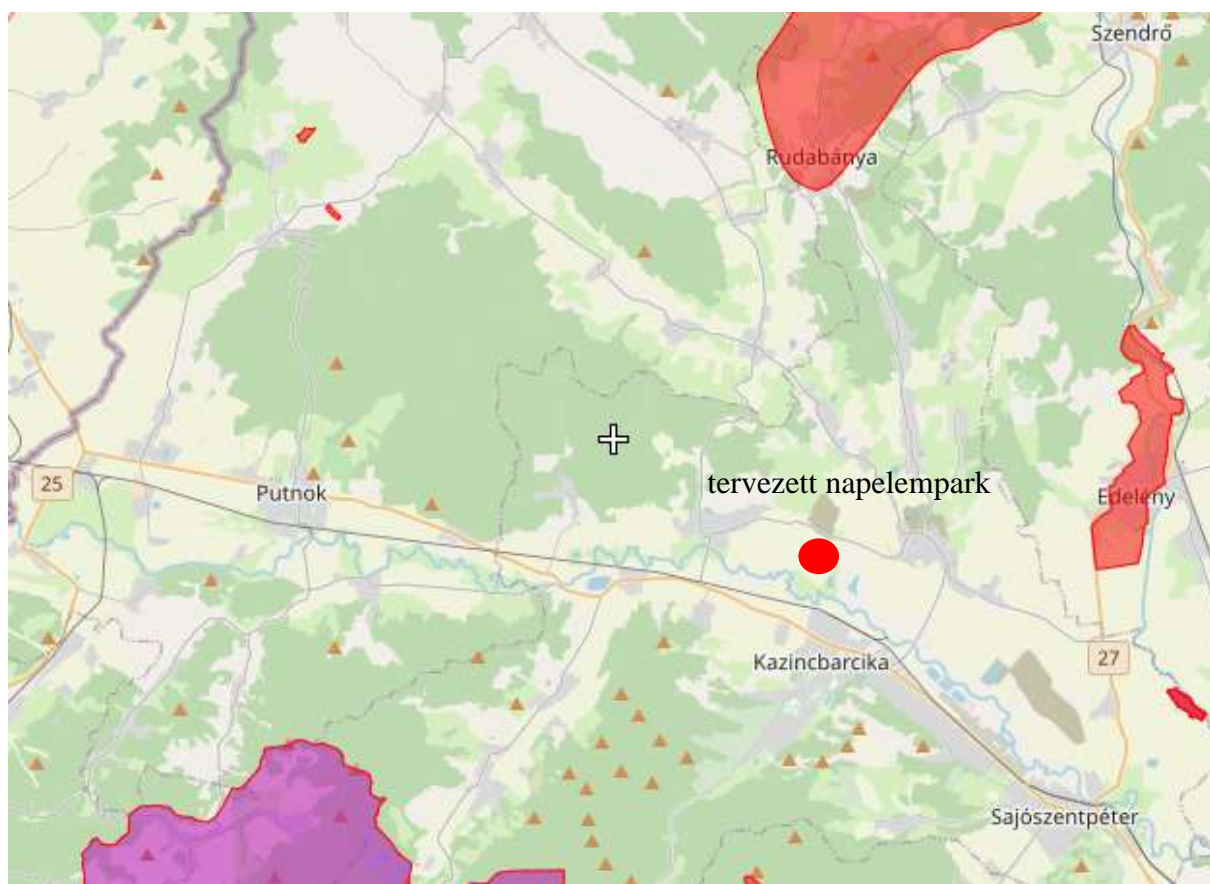 Szendrő
Rudabánya
25
Putnok
tervezett napelempark
Edelény
Kazincbarcika
27
Sajószentpéter